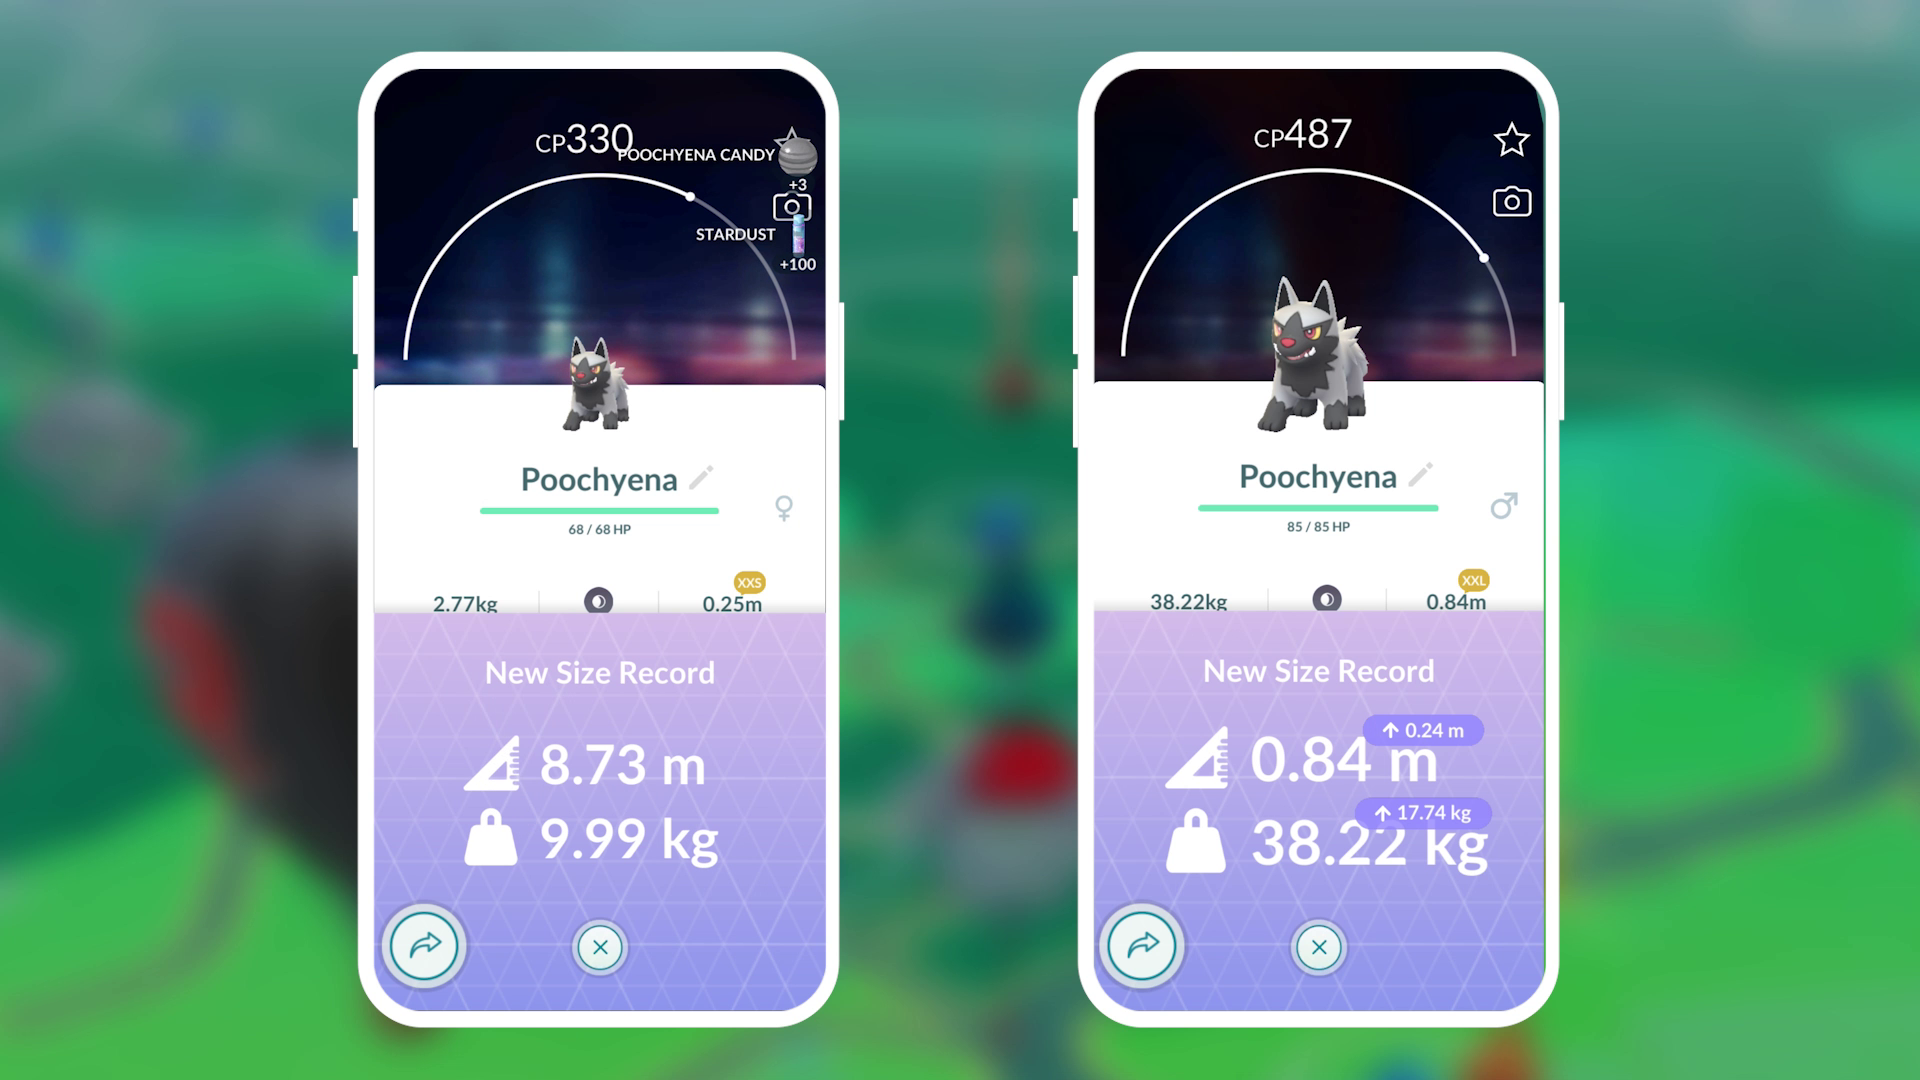 CP330
POOCHYENA CANDY
+3
STARDUST
+100
Poochyena
68 / 68 HP
XXS
2.77kg
0.25m
New Size Record
8.73 m
9.99 kg
CP487
Poochyena
85 / 85 HP
XXL
38.22kg
0.84m
New Size Record
↑ 0.24 m
0.84 m
↑ 17.74 kg
38.22 kg